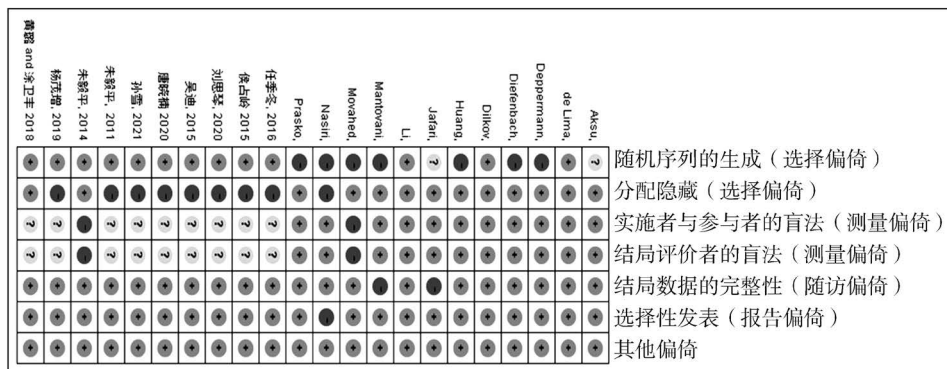 黄璐 and 涂卫丰 2018,
杨茂增, 2019
朱毅平, 2014
朱毅平, 2011
孙雪, 2021
唐晓楠 2020
吴迪, 2015
刘思琴, 2020
侯占岭 2015
任季冬, 2016
Prasko,
Nasiri,
Movahed,
Mantovani,
Li,
Jafari,
Huang,
Dilkov,
Diefenbach,
Deppermann,
de Lima,
Aksu,
+ + + + + + + + + + - - - - + ? - + - - + ?
随机序列的生成（选择偏倚）
+ - + - - - - - - - + - + + + + + + + + + +
分配隐藏（选择偏倚）
? ? - ? ? ? ? ? ? ? + + - + + + + + + + + +
实施者与参与者的盲法（测量偏倚）
? ? - ? ? ? ? ? ? ? + + - + + + + + + + + +
结局评价者的盲法（测量偏倚）
+ + + + + + + + + + + + + - + - + + + + + +
结局数据的完整性（随访偏倚）
+ + + + + + + + + + + - + + + + + + + + + +
选择性发表（报告偏倚）
+ + + + + + + + + + + + + + + + + + + + + +
其他偏倚